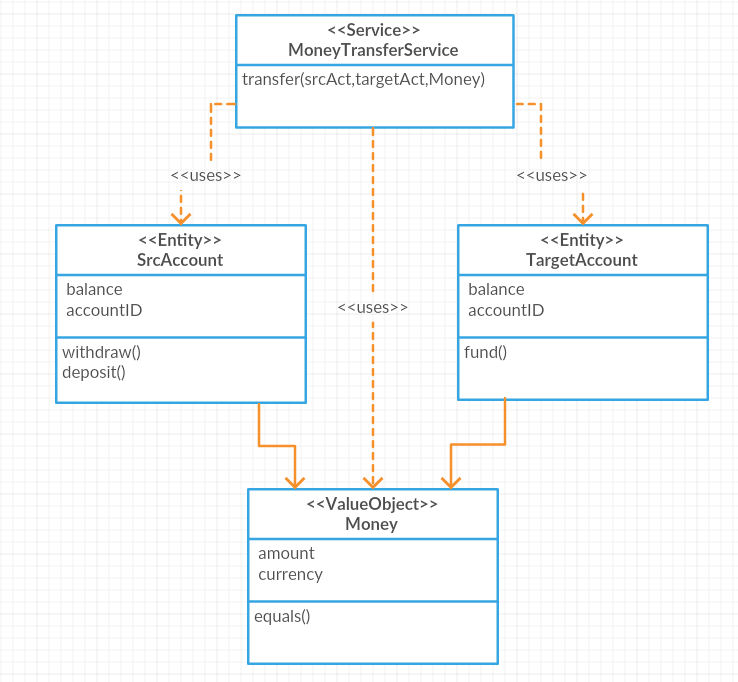 <<Service>>
MoneyTransferService
transfer(srcAct,targetAct,Money)
<<uses>>
<<uses>>
<<Entity>>
SrcAccount
balance
accountID
withdraw()
deposit()
<<uses>>
<<Entity>>
TargetAccount
balance
accountID
fund()
<<ValueObject>>
Money
amount
currency
equals()